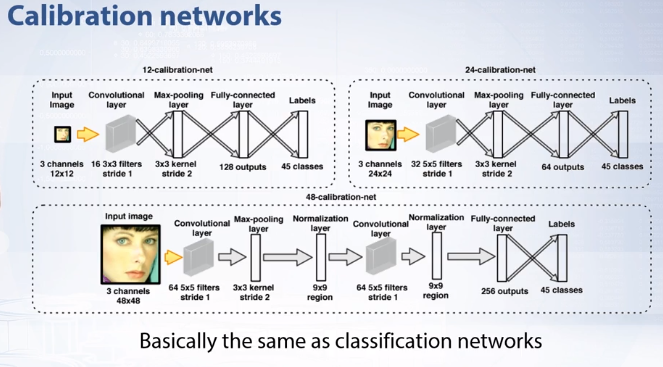 Calibration networks
12-calibration-net
Input Image
Convolutional layer
Max-pooling layer
Fully-connected layer
Labels
3 channels 12x12
16 3x3 filters stride 1
3x3 kernel stride 2
128 outputs
45 classes
24-calibration-net
Input Image
Convolutional layer
Max-pooling layer
Fully-connected layer
Labels
3 channels 24x24
32 5x5 filters stride 1
3x3 kernel stride 2
64 outputs
45 classes
48-calibration-net
Input image
Convolutional layer
Max-pooling layer
Normalization layer
Convolutional layer
Normalization layer
Fully-connected layer
Labels
3 channels 48x48
64 5x5 filters stride 1
3x3 kernel stride 2
9x9 region
64 5x5 filters stride 1
9x9 region
256 outputs
45 classes
Basically the same as classification networks